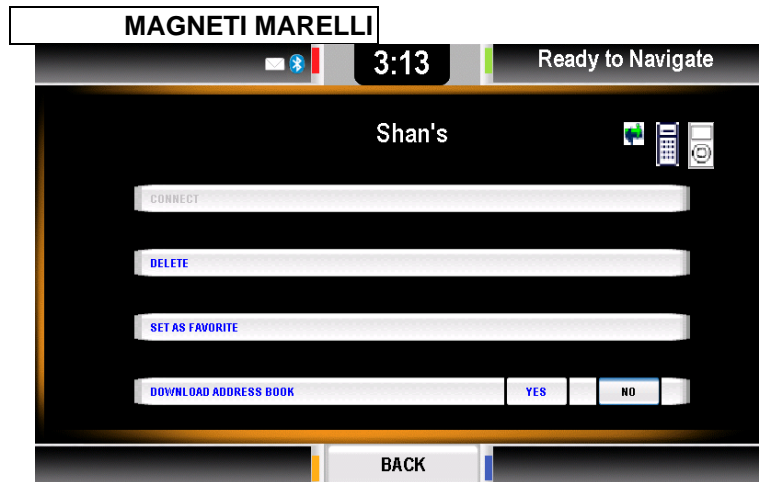 MAGNETI MARELLI
3:13
Ready to Navigate
Shan's
CONNECT
DELETE
SET AS FAVORITE
DOWNLOAD ADDRESS BOOK YES NO
BACK